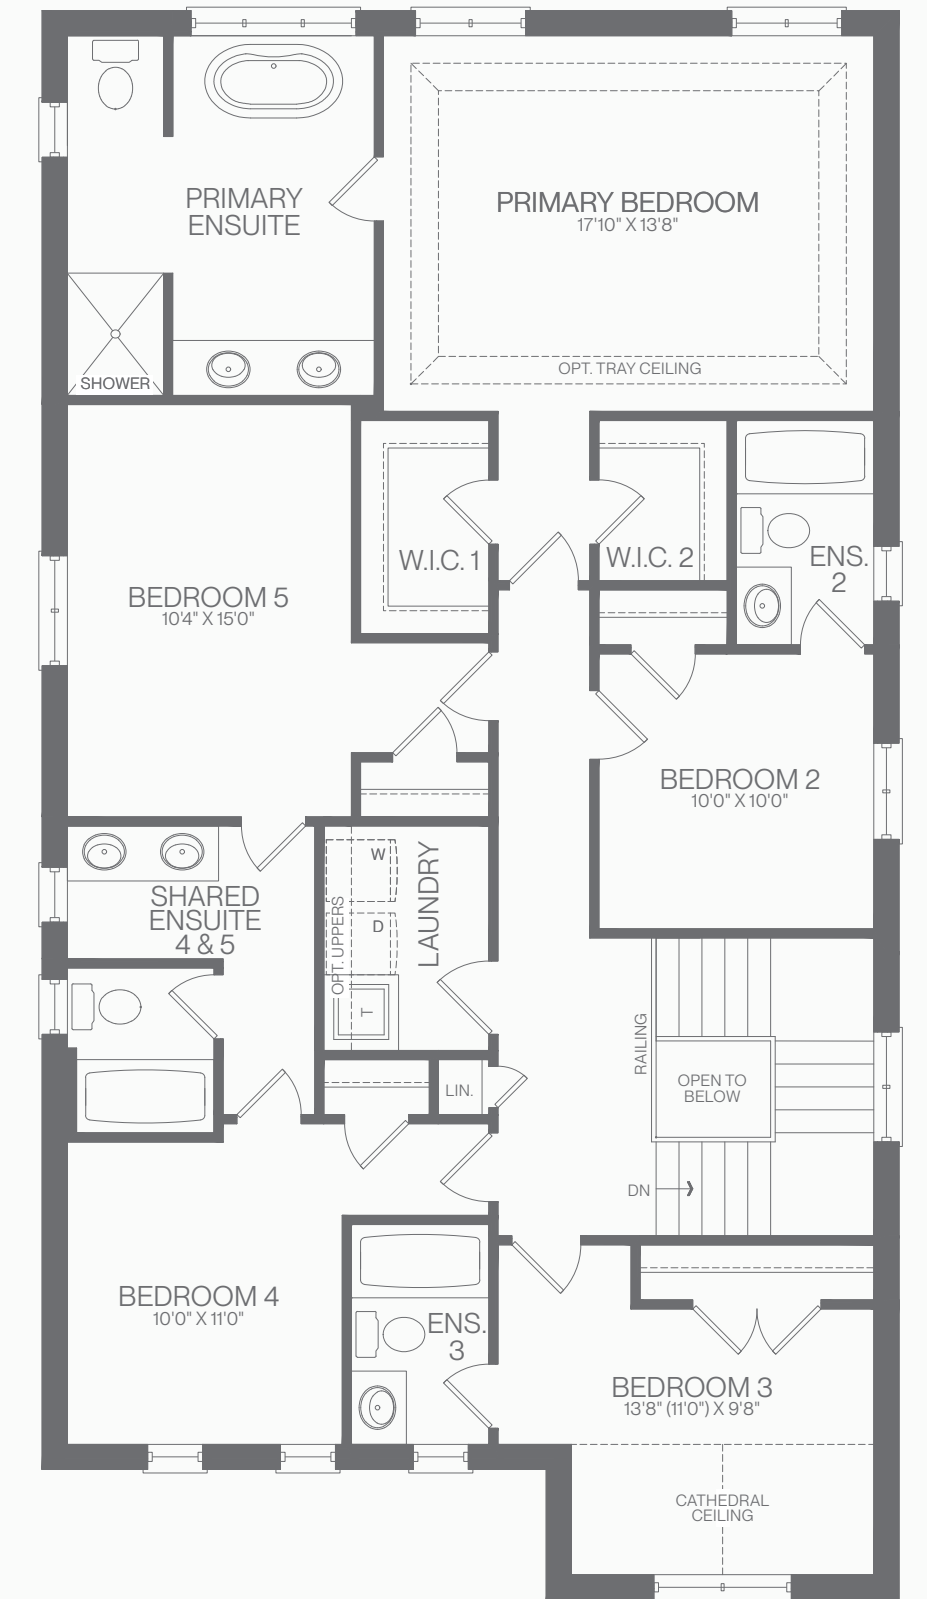 PRIMARY
ENSUITE
PRIMARY BEDROOM
17'10" X 13'8"
OPT. TRAY CEILING
SHOWER
W.I.C. 1
W.I.C. 2
ENS.
2
BEDROOM 5
10'4" X 15'0"
BEDROOM 2
10'0" X 10'0"
W
D
OPT. UPPERS
LAUNDRY
T
SHARED
ENSUITE
4 & 5
RAILING
OPEN TO
BELOW
LIN.
DN
BEDROOM 4
10'0" X 11'0"
ENS.
3
BEDROOM 3
13'8" (11'0") X 9'8"
CATHEDRAL
CEILING